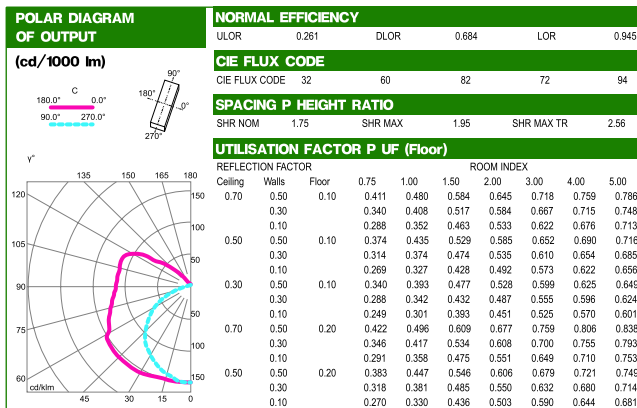 POLAR DIAGRAM
OF OUTPUT
(cd/1000 lm)
C
180.0° 0.0°
90.0° 270.0°
90°
180°
0°
270°
γ°
135 150 165 180
120
105
90
75
60
45 30 15 0
150
100
50
50
100
150
cd/klm
NORMAL EFFICIENCY
ULOR 0.261 DLOR 0.684 LOR 0.945
CIE FLUX CODE
CIE FLUX CODE 32 60 82 72 94
SPACING P HEIGHT RATIO
SHR NOM 1.75 SHR MAX 1.95 SHR MAX TR 2.56
UTILISATION FACTOR P UF (Floor)
REFLECTION FACTOR ROOM INDEX
Ceiling Walls Floor 0.75 1.00 1.50 2.00 3.00 4.00 5.00
0.70 0.50 0.10 0.411 0.480 0.584 0.645 0.718 0.759 0.786
0.30 0.340 0.408 0.517 0.584 0.667 0.715 0.748
0.10 0.288 0.352 0.463 0.533 0.622 0.676 0.713
0.50 0.50 0.10 0.374 0.435 0.529 0.585 0.652 0.690 0.716
0.30 0.314 0.374 0.474 0.535 0.610 0.654 0.685
0.10 0.269 0.327 0.428 0.492 0.573 0.622 0.656
0.30 0.50 0.10 0.340 0.393 0.477 0.528 0.599 0.625 0.649
0.30 0.288 0.342 0.432 0.487 0.555 0.596 0.624
0.10 0.249 0.301 0.393 0.451 0.525 0.570 0.601
0.70 0.50 0.20 0.422 0.496 0.609 0.677 0.759 0.806 0.838
0.30 0.346 0.417 0.534 0.608 0.700 0.755 0.793
0.10 0.291 0.358 0.475 0.551 0.649 0.710 0.753
0.50 0.50 0.20 0.383 0.447 0.546 0.606 0.679 0.721 0.749
0.30 0.318 0.381 0.485 0.550 0.632 0.680 0.714
0.10 0.270 0.330 0.436 0.503 0.590 0.644 0.681